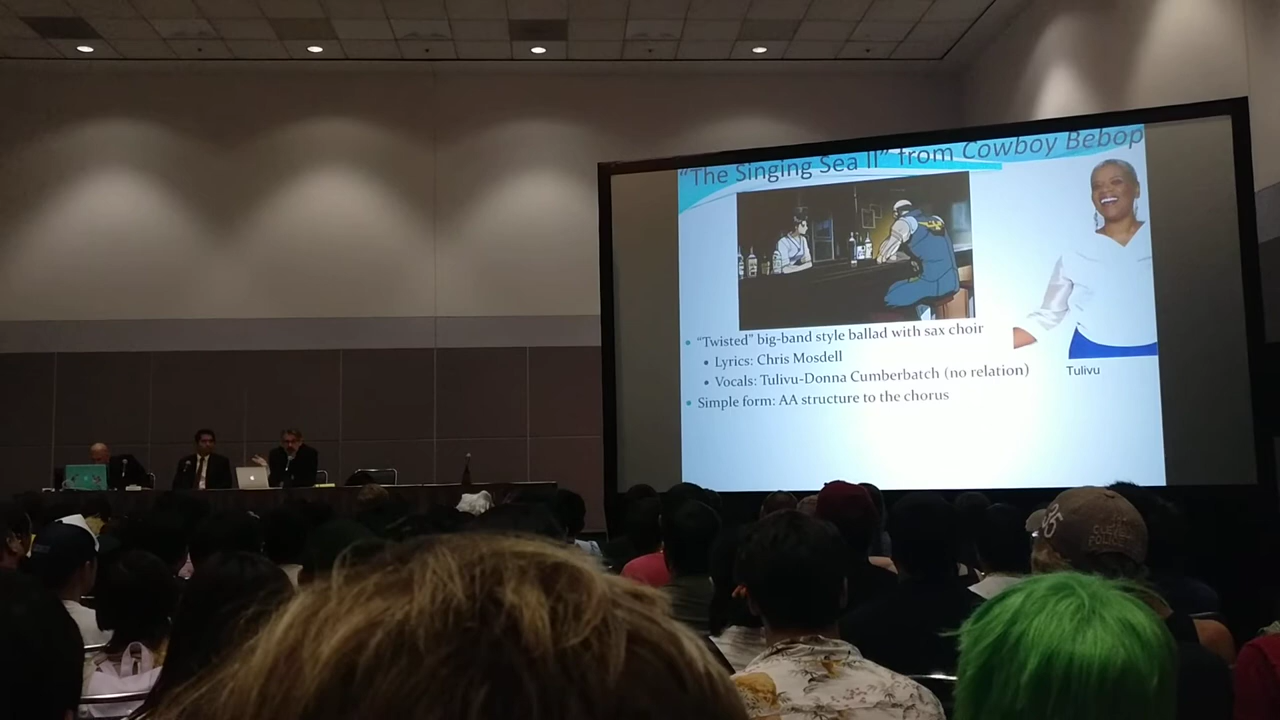 "The Singing Sea II" from Cowboy Bebop
• "Twisted" big-band style ballad with sax choir
• Lyrics: Chris Mosdell
• Vocals: Tulivu-Donna Cumberbatch (no relation)
• Simple form: AA structure to the chorus
Tulivu